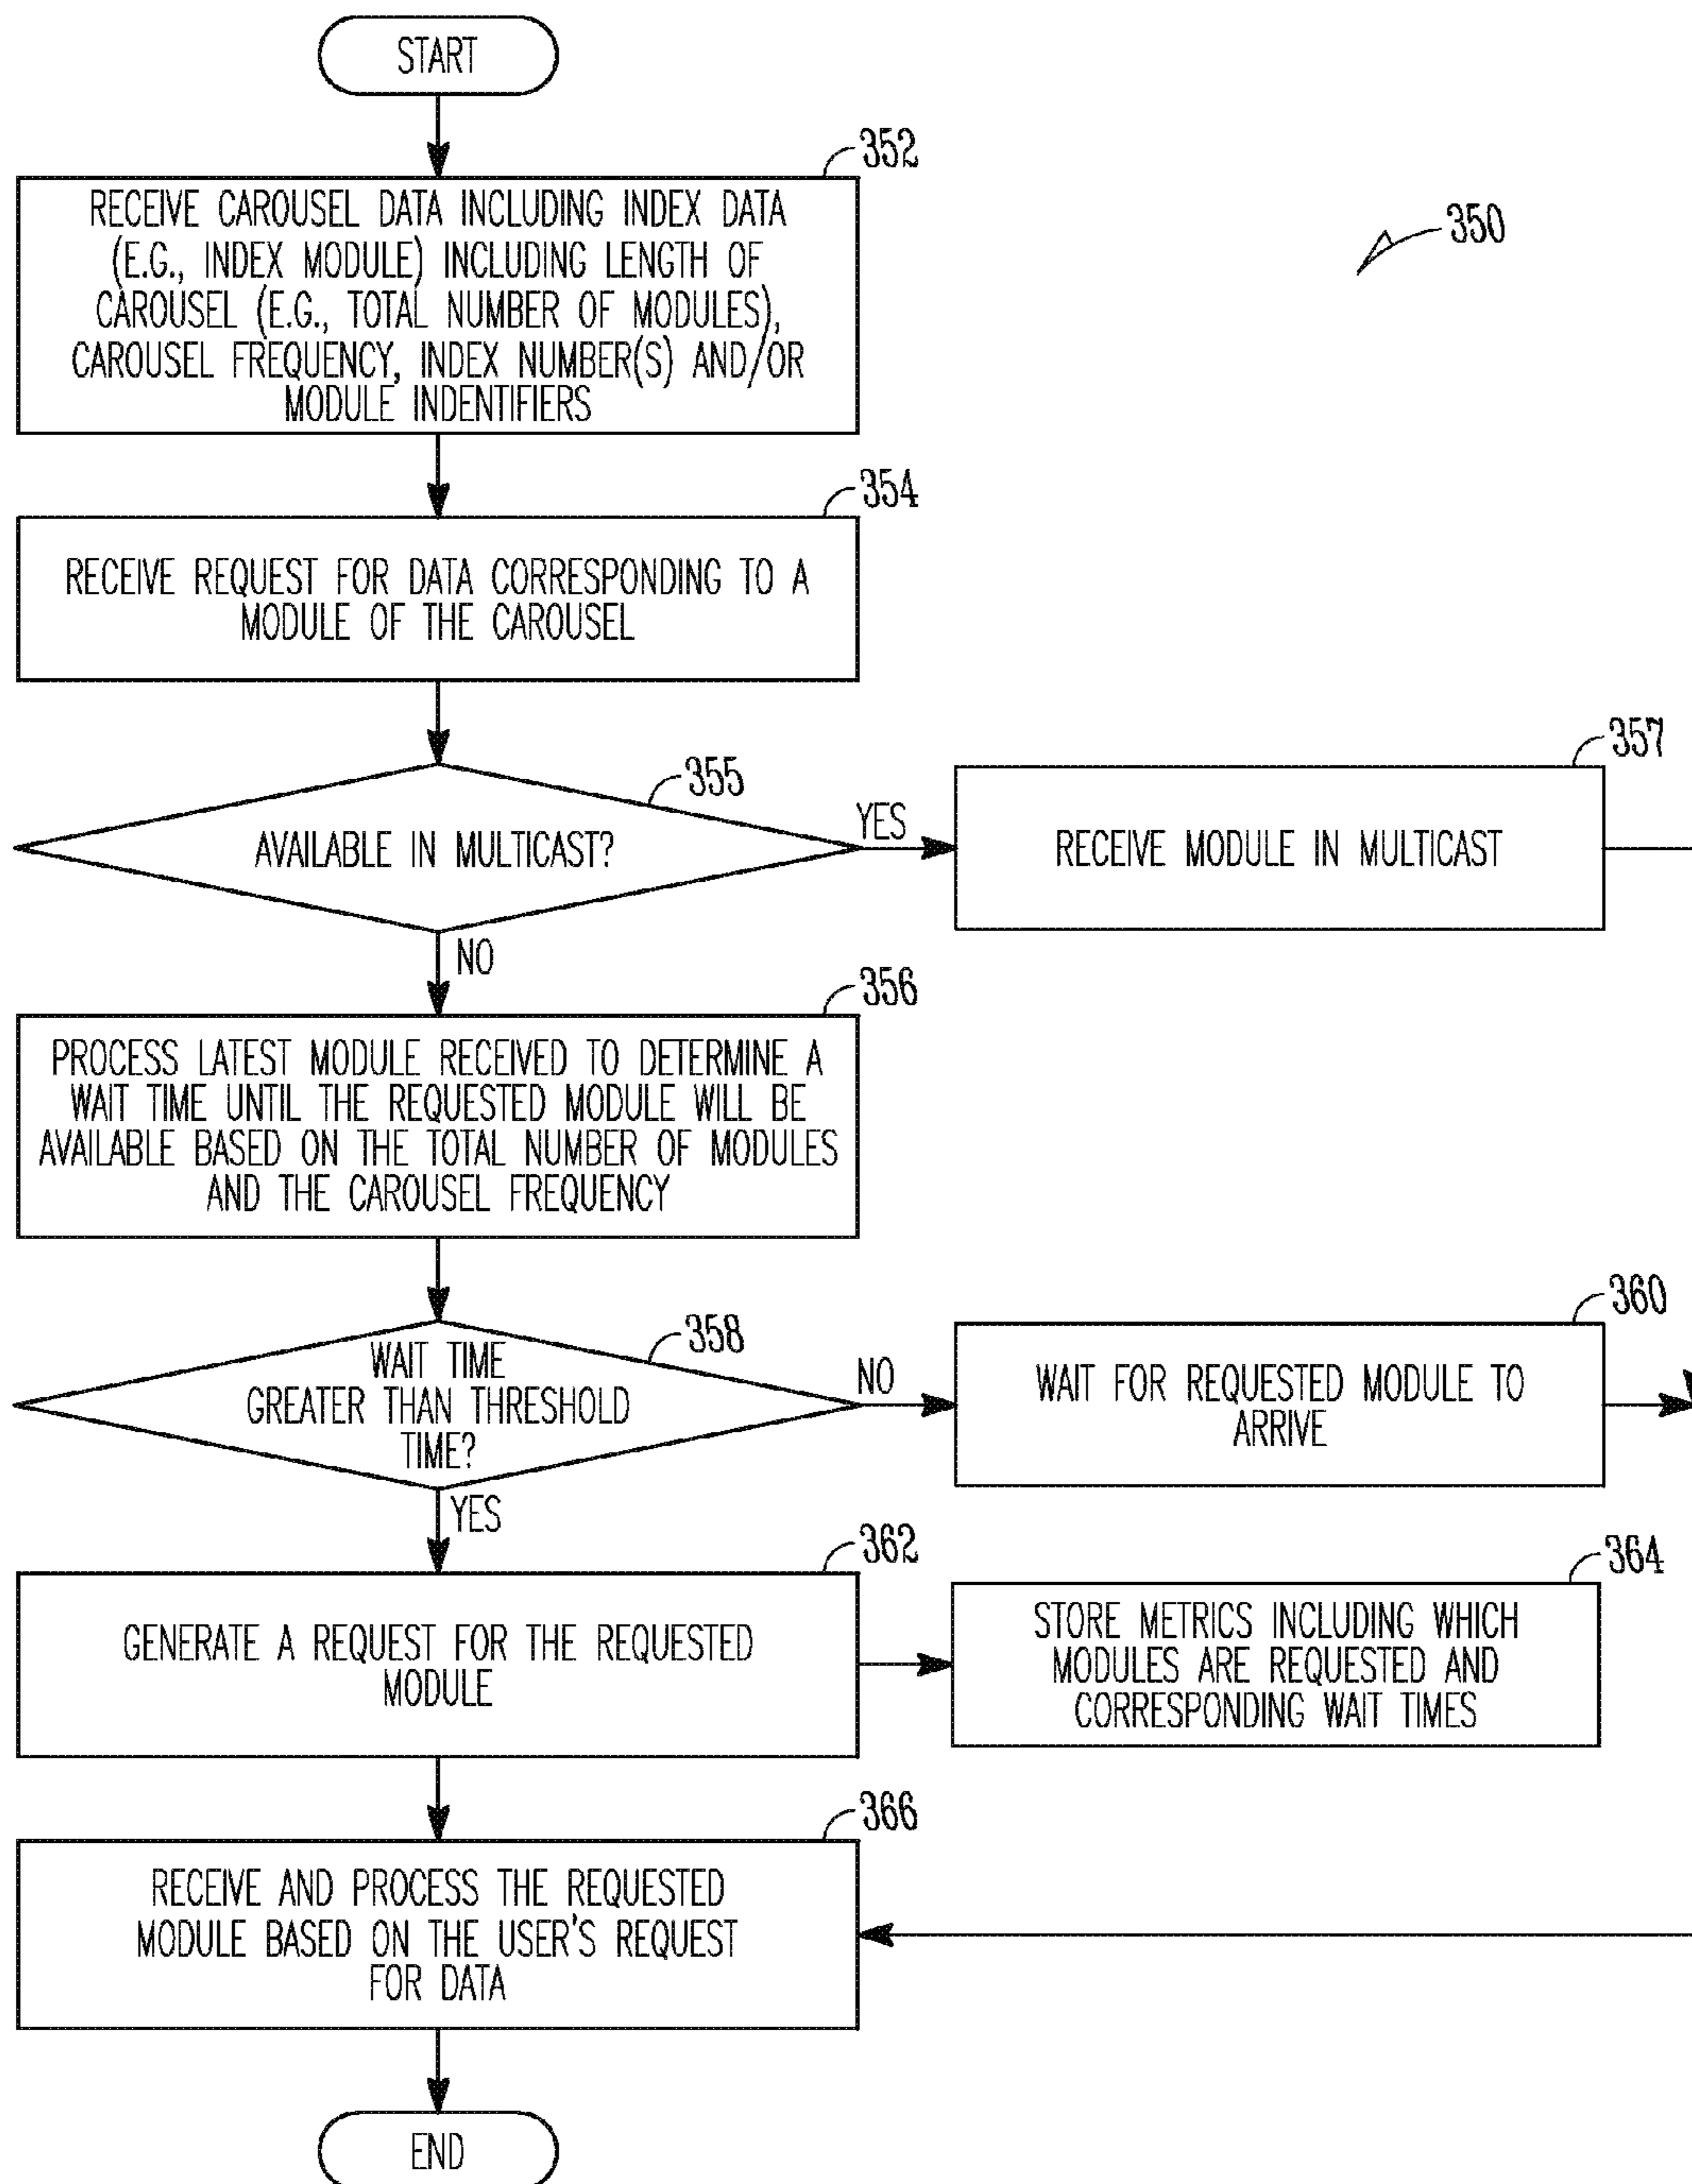 START
352
RECEIVE CAROUSEL DATA INCLUDING INDEX DATA
(E.G., INDEX MODULE) INCLUDING LENGTH OF
CAROUSEL (E.G., TOTAL NUMBER OF MODULES),
CAROUSEL FREQUENCY, INDEX NUMBER(S) AND/OR
MODULE INDENTIFIERS
350
354
RECEIVE REQUEST FOR DATA CORRESPONDING TO A
MODULE OF THE CAROUSEL
355
AVAILABLE IN MULTICAST?
YES
357
RECEIVE MODULE IN MULTICAST
NO
356
PROCESS LATEST MODULE RECEIVED TO DETERMINE A
WAIT TIME UNTIL THE REQUESTED MODULE WILL BE
AVAILABLE BASED ON THE TOTAL NUMBER OF MODULES
AND THE CAROUSEL FREQUENCY
358
WAIT TIME
GREATER THAN THRESHOLD
TIME?
NO
360
WAIT FOR REQUESTED MODULE TO
ARRIVE
YES
362
GENERATE A REQUEST FOR THE REQUESTED
MODULE
364
STORE METRICS INCLUDING WHICH
MODULES ARE REQUESTED AND
CORRESPONDING WAIT TIMES
366
RECEIVE AND PROCESS THE REQUESTED
MODULE BASED ON THE USER'S REQUEST
FOR DATA
END